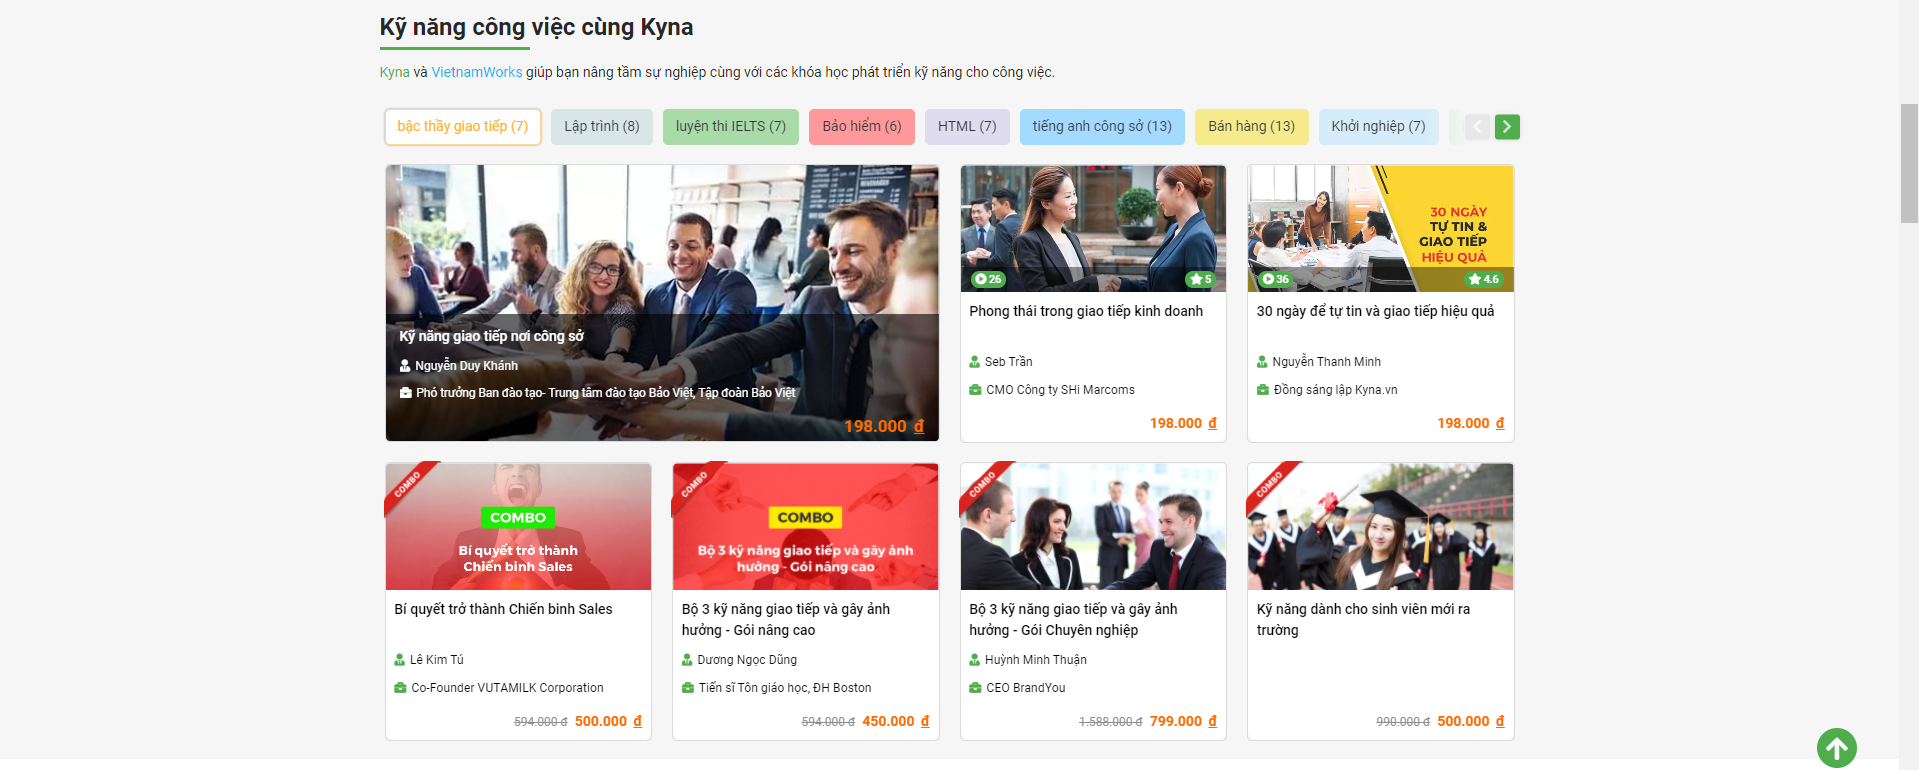 Kỹ năng công việc cùng Kyna
Kyna và VietnamWorks giúp bạn nâng tầm sự nghiệp cùng với các khóa học phát triển kỹ năng cho công việc.
bậc thầy giao tiếp (7)
Lập trình (8)
luyện thi IELTS (7)
Bảo hiểm (6)
HTML (7)
tiếng anh công sở (13)
Bán hàng (13)
Khởi nghiệp (7)
Kỹ năng giao tiếp nơi công sở
Nguyễn Duy Khánh
Phó trưởng Ban đào tạo- Trung tâm đào tạo Bảo Việt, Tập đoàn Bảo Việt
198.000 đ
26
5
Phong thái trong giao tiếp kinh doanh
Seb Trần
CMO Công ty SHi Marcoms
198.000 đ
30 NGÀY
TỰ TIN &
GIAO TIẾP
HIỆU QUẢ
36
4.6
30 ngày để tự tin và giao tiếp hiệu quả
Nguyễn Thanh Minh
Đồng sáng lập Kyna.vn
198.000 đ
COMBO
COMBO
Bí quyết trở thành
Chiến binh Sales
Bí quyết trở thành Chiến binh Sales
Lê Kim Tú
Co-Founder VUTAMILK Corporation
594.000 đ 500.000 đ
COMBO
COMBO
Bộ 3 kỹ năng giao tiếp và gây ảnh
hưởng - Gói nâng cao
Bộ 3 kỹ năng giao tiếp và gây ảnh
hưởng - Gói nâng cao
Dương Ngọc Dũng
Tiến sĩ Tôn giáo học, ĐH Boston
594.000 đ 450.000 đ
COMBO
Bộ 3 kỹ năng giao tiếp và gây ảnh
hưởng - Gói Chuyên nghiệp
Huỳnh Minh Thuận
CEO BrandYou
1.588.000 đ 799.000 đ
COMBO
Kỹ năng dành cho sinh viên mới ra
trường
990.000 đ 500.000 đ